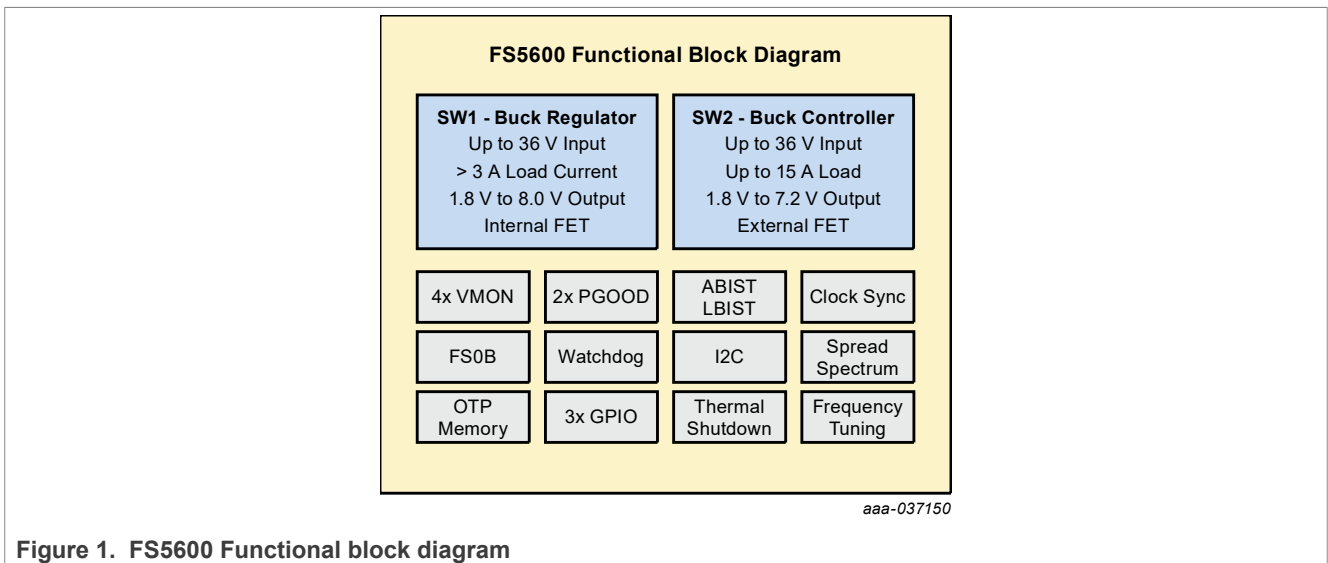 FS5600 Functional Block Diagram
SW1 - Buck Regulator
Up to 36 V Input
> 3 A Load Current
1.8 V to 8.0 V Output
Internal FET
SW2 - Buck Controller
Up to 36 V Input
Up to 15 A Load
1.8 V to 7.2 V Output
External FET
4x VMON
2x PGOOD
ABIST
LBIST
Clock Sync
FS0B
Watchdog
I2C
Spread
Spectrum
OTP
Memory
3x GPIO
Thermal
Shutdown
Frequency
Tuning
aaa-037150
Figure 1. FS5600 Functional block diagram